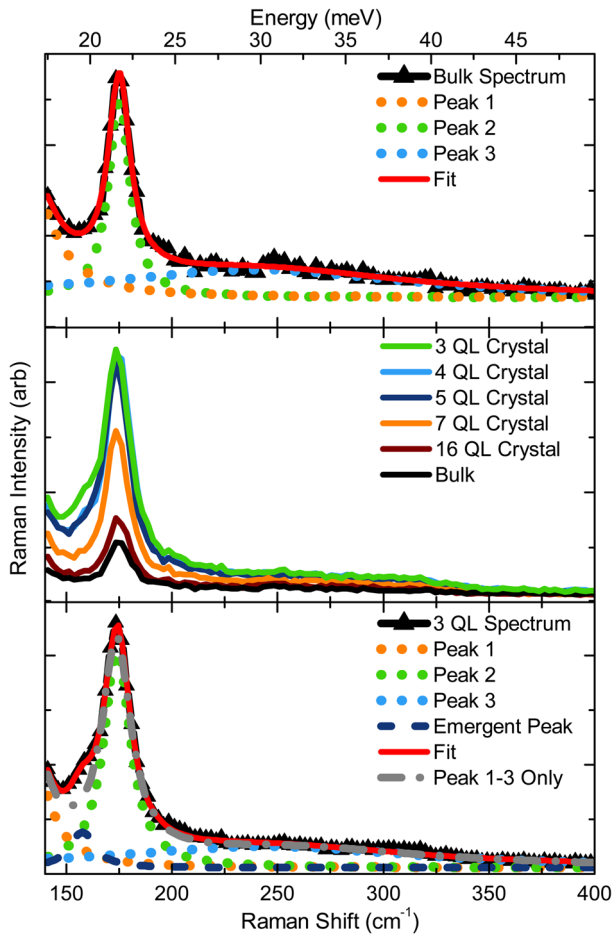 Energy (meV)
20 25 30 35 40 45
Bulk Spectrum
Peak 1
Peak 2
Peak 3
Fit
3 QL Crystal
4 QL Crystal
5 QL Crystal
7 QL Crystal
16 QL Crystal
Bulk
Raman Intensity (arb)
3 QL Spectrum
Peak 1
Peak 2
Peak 3
Emergent Peak
Fit
Peak 1-3 Only
150 200 250 300 350 400
Raman Shift (cm⁻¹)